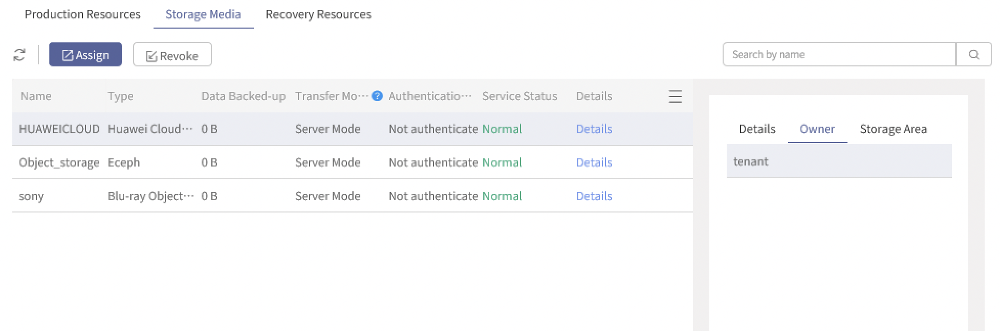 Production Resources Storage Media Recovery Resources
Assign Revoke Search by name
Name Type Data Backed-up Transfer Mo··· ? Authenticatio··· Service Status Details
HUAWEICLOUD Huawei Cloud··· 0 B Server Mode Not authenticate Normal Details
Object_storage Eceph 0 B Server Mode Not authenticate Normal Details
sony Blu-ray Object··· 0 B Server Mode Not authenticate Normal Details
Details Owner Storage Area
tenant